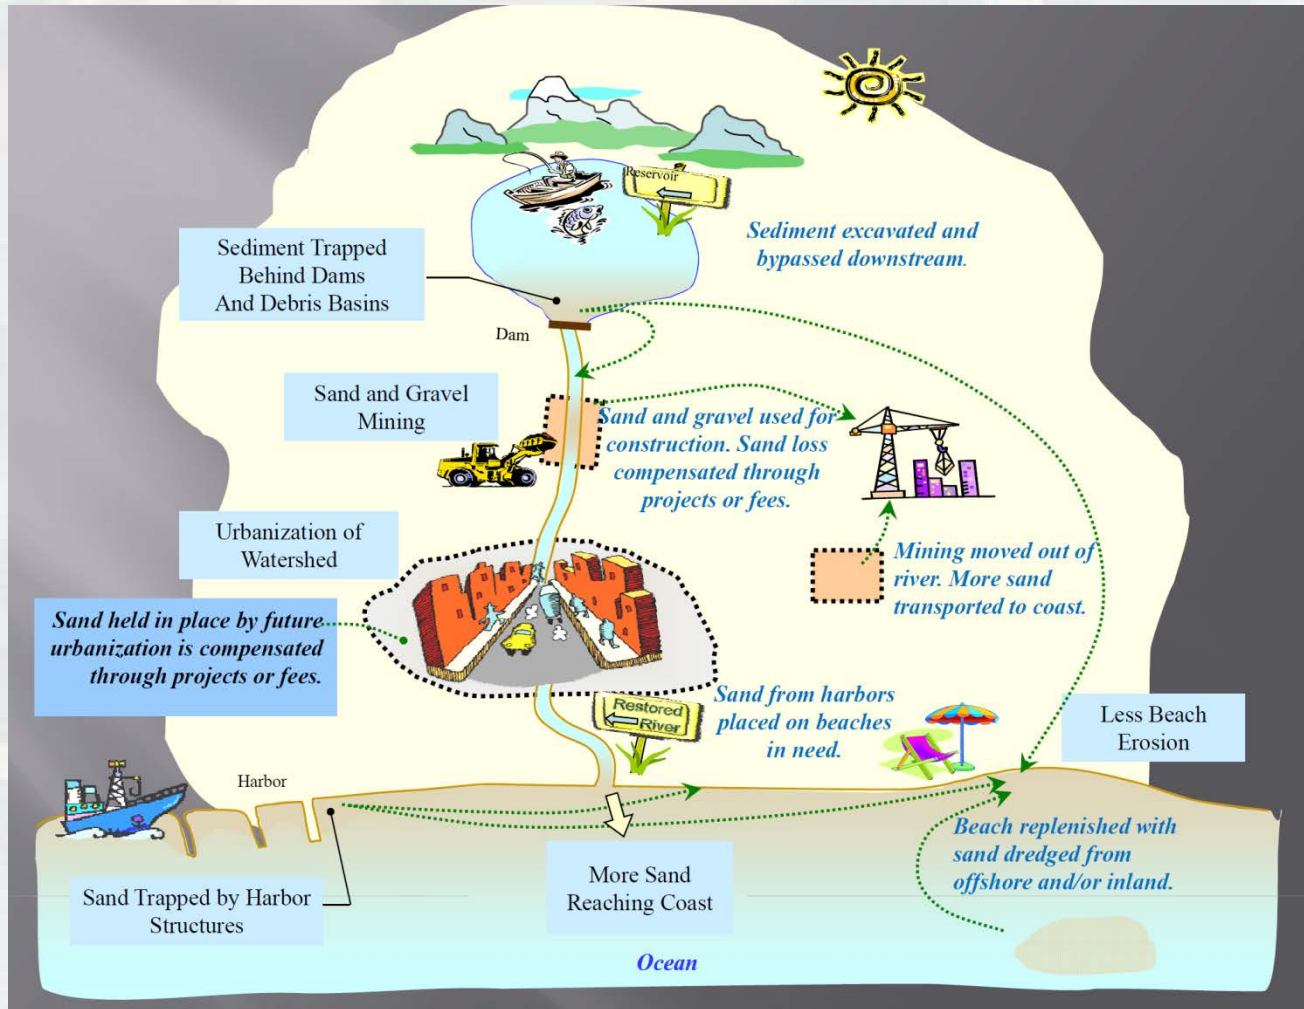 Reservoir
Sediment Trapped
Behind Dams
And Debris Basins
Sediment excavated and
bypassed downstream.
Dam
Sand and Gravel
Mining
Sand and gravel used for
construction. Sand loss
compensated through
projects or fees.
Urbanization of
Watershed
Mining moved out of
river. More sand
transported to coast.
Sand held in place by future
urbanization is compensated
through projects or fees.
Restored
River
Sand from harbors
placed on beaches
in need.
Less Beach
Erosion
Harbor
Beach replenished with
sand dredged from
offshore and/or inland.
Sand Trapped by Harbor
Structures
More Sand
Reaching Coast
Ocean